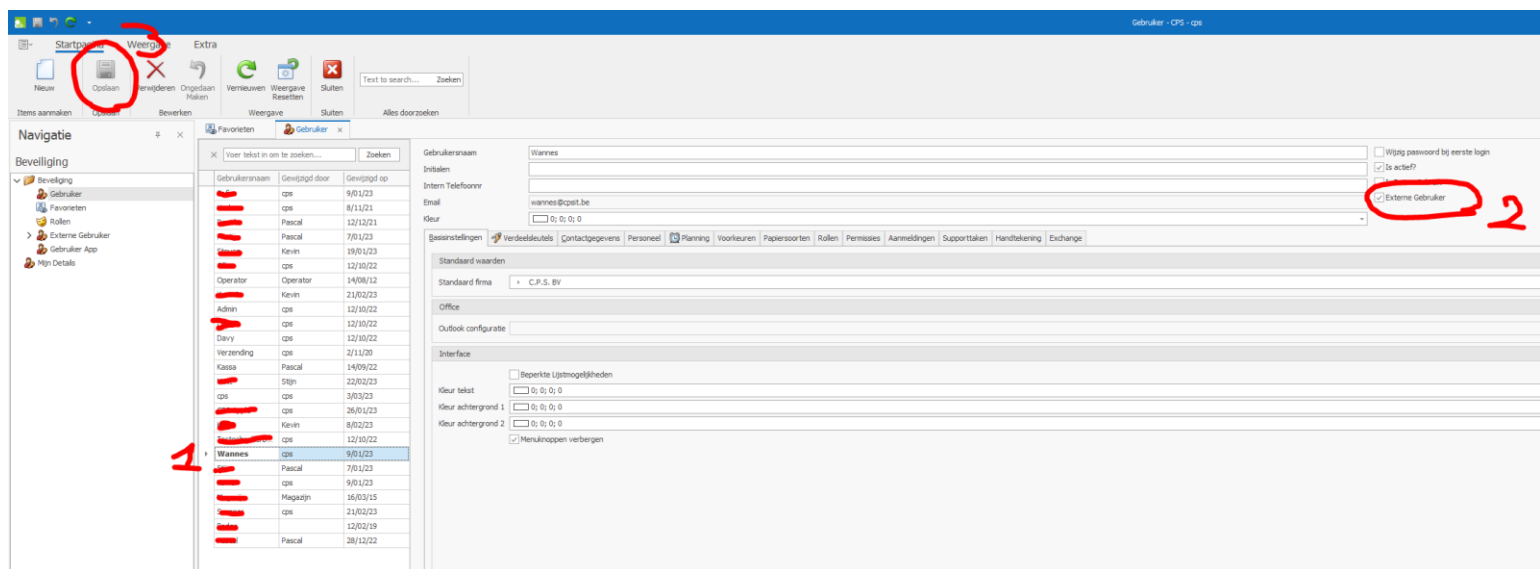 Gebruiker - CPS - cps
3
Startpagina Weergave Extra
Nieuw Opslaan Verwijderen Ongedaan Maken Vernieuwen Weergave Resetten Sluiten Text to search... Zoeken
Items aanmaken Opslaan Bewerken Weergave Sluiten Alles doorzoeken
Navigatie
Beveiliging
Beveiliging
Gebruiker
Favorieten
Rollen
Externe Gebruiker
Gebruiker App
Mijn Details
Favorieten Gebruiker
Voer tekst in om te zoeken... Zoeken
Gebruikersnaam Gewijzigd door Gewijzigd op
cps 9/01/23
cps 8/11/21
Pascal 12/12/21
Pascal 7/01/23
Kevin 19/01/23
cps 12/10/22
Operator Operator 14/08/12
Kevin 21/02/23
Admin cps 12/10/22
cps 12/10/22
Davy cps 12/10/22
Verzending cps 2/11/20
Kassa Pascal 14/09/22
Stijn 22/02/23
cps cps 3/03/23
cps 26/01/23
Kevin 8/02/23
cps 12/10/22
1 Wannes cps 9/01/23
Pascal 7/01/23
cps 9/01/23
Magazijn 16/03/15
cps 21/02/23
12/02/19
Pascal 28/12/22
Gebruikersnaam Wannes
Initialen
Intern Telefoonnr
Email wannes@cpsit.be
Kleur 0; 0; 0; 0
Wijzig paswoord bij eerste login
Is actief?
Externe Gebruiker
2
Basisinstellingen Verdeelsleutels Contactgegevens Personeel Planning Voorkeuren Papiersoorten Rollen Permissies Aanmeldingen Supporttaken Handtekening Exchange
Standaard waarden
Standaard firma C.P.S. BV
Office
Outlook configuratie
Interface
Beperkte Lijstmogelijkheden
Kleur tekst 0; 0; 0; 0
Kleur achtergrond 1 0; 0; 0; 0
Kleur achtergrond 2 0; 0; 0; 0
Menuknoppen verbergen